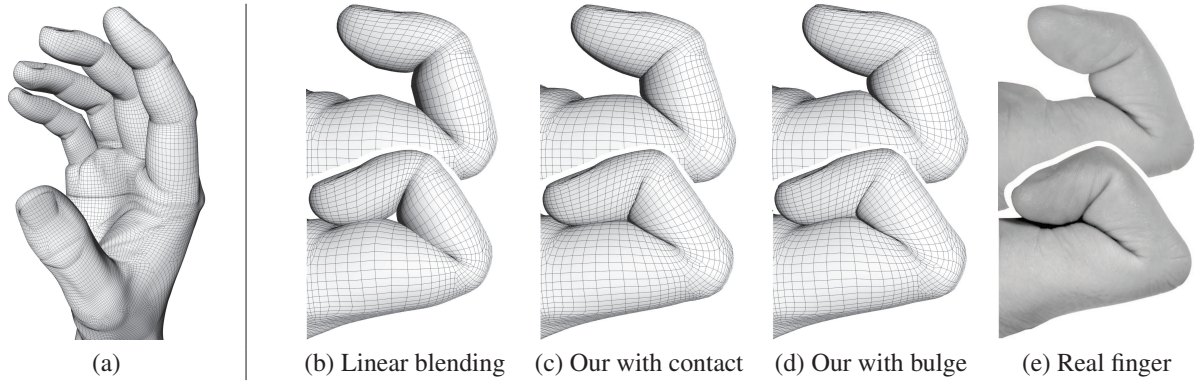 (a)
(b) Linear blending
(c) Our with contact
(d) Our with bulge
(e) Real finger